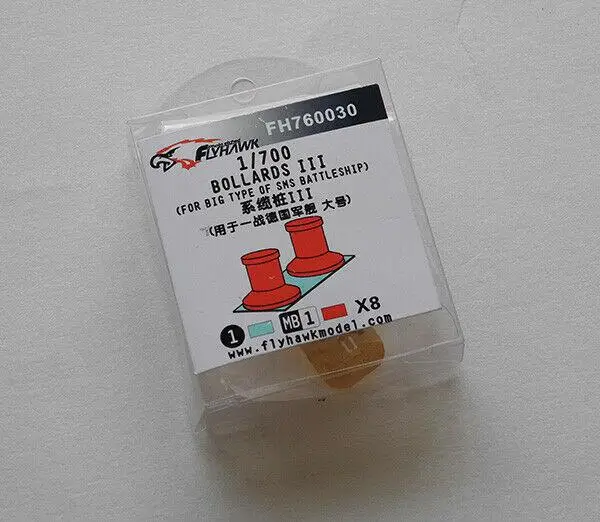 FLYHAWK
FH760030
1/700
BOLLARDS III
(FOR BIG TYPE OF SMS BATTLESHIP)
系缆桩III
(用于一战德国军舰 大号)
1 MB 1 X8
www.flyhawkmodel.com